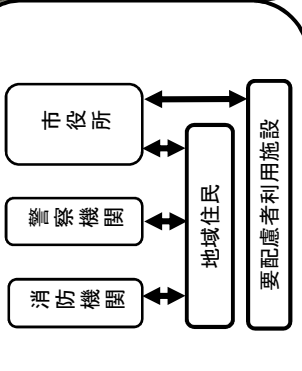 市役所
警察機関
消防機関
地域住民
要配慮者利用施設